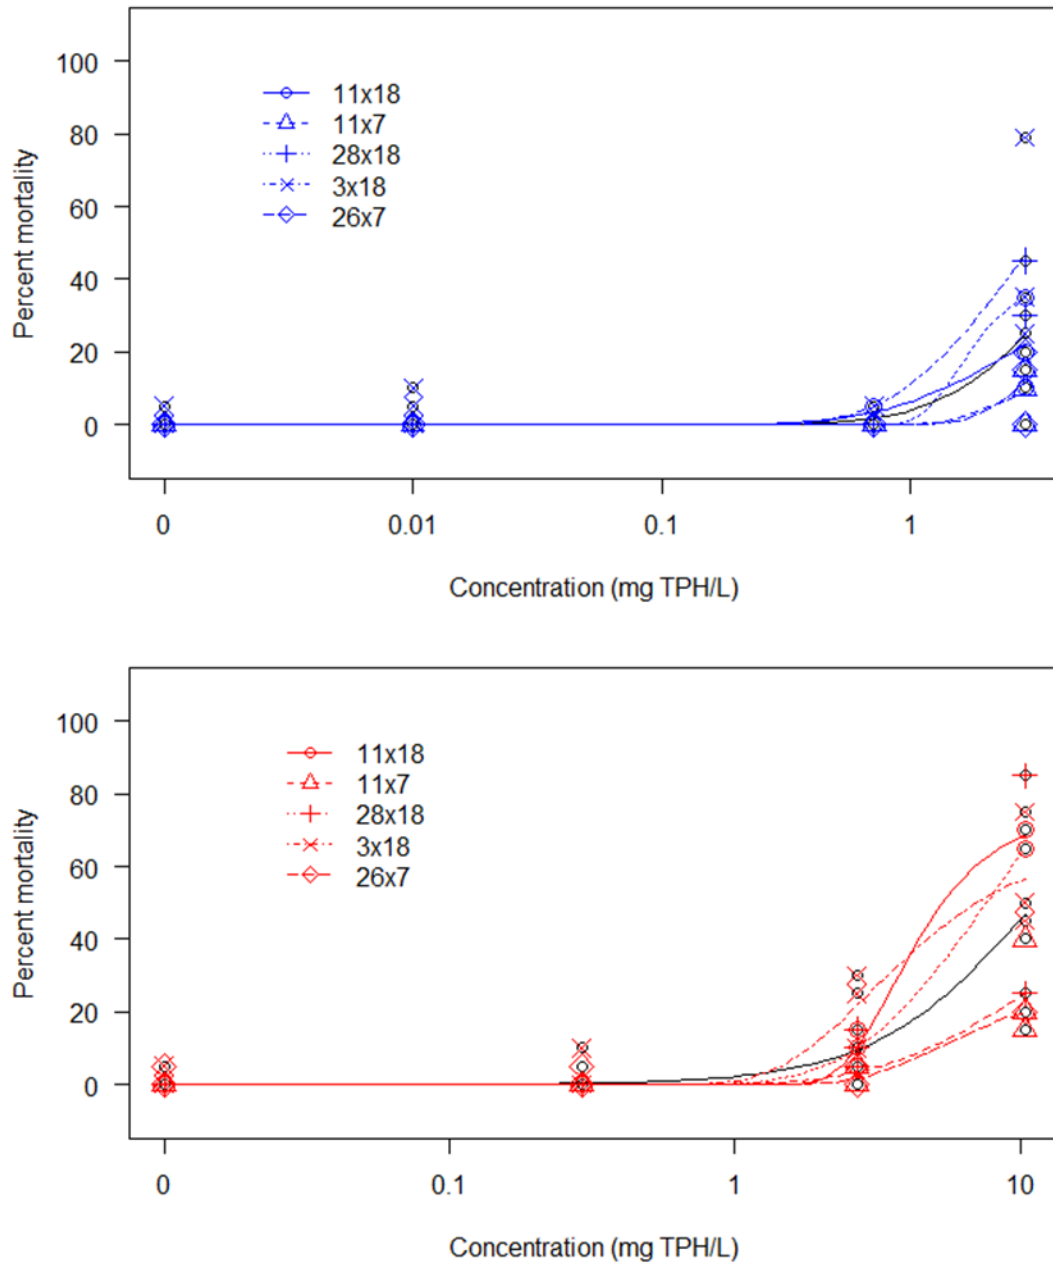 100
80
60
40
20
0
Percent mortality
11x18
11x7
28x18
3x18
26x7
0 0.01 0.1 1
Concentration (mg TPH/L)
100
80
60
40
20
0
Percent mortality
11x18
11x7
28x18
3x18
26x7
0 0.1 1 10
Concentration (mg TPH/L)